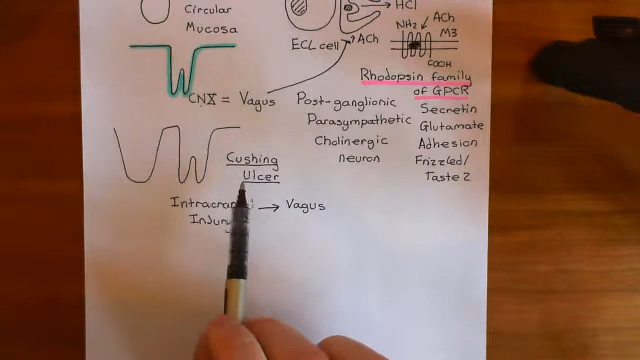 Circular
Mucosa
HCl
ECL cell
ACh
NH2
ACh
M3
COOH
CNX = Vagus
Rhodopsin family
of GPCR
Post-ganglionic
Parasympathetic
Cholinergic
neuron
Secretin
Glutamate
Adhesion
Frizzled/
Taste 2
Cushing
Ulcer
→ Vagus